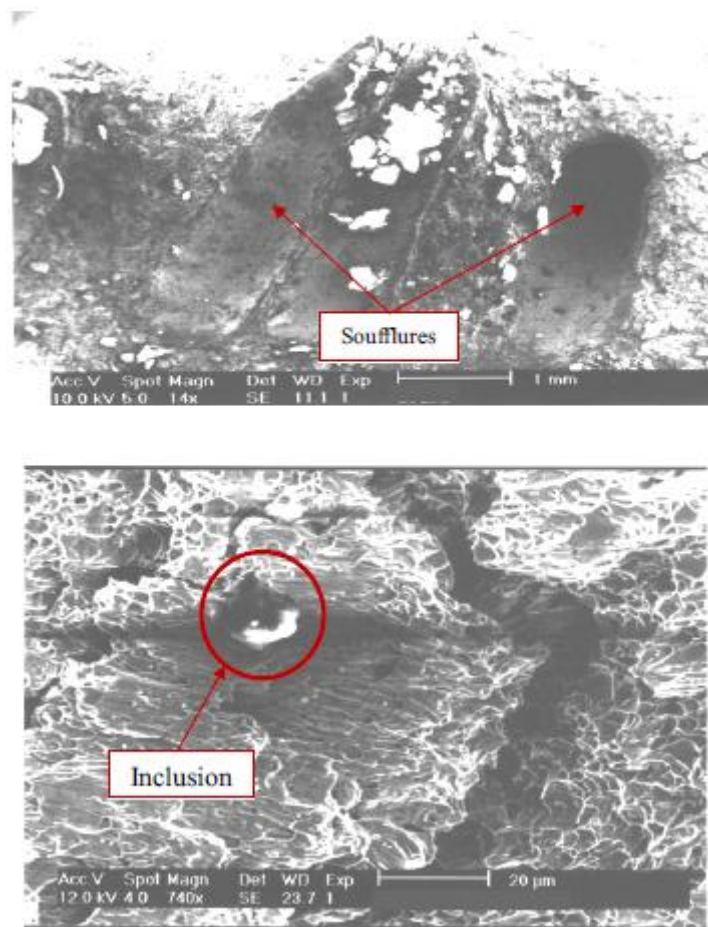 Soufflures
Acc.V Spot Magn Det WD Exp 1 mm
10.0 kV 5.0 14x SE 11.1 1
Inclusion
Acc.V Spot Magn Det WD Exp 20 µm
12.0 kV 4.0 740x SE 23.7 1